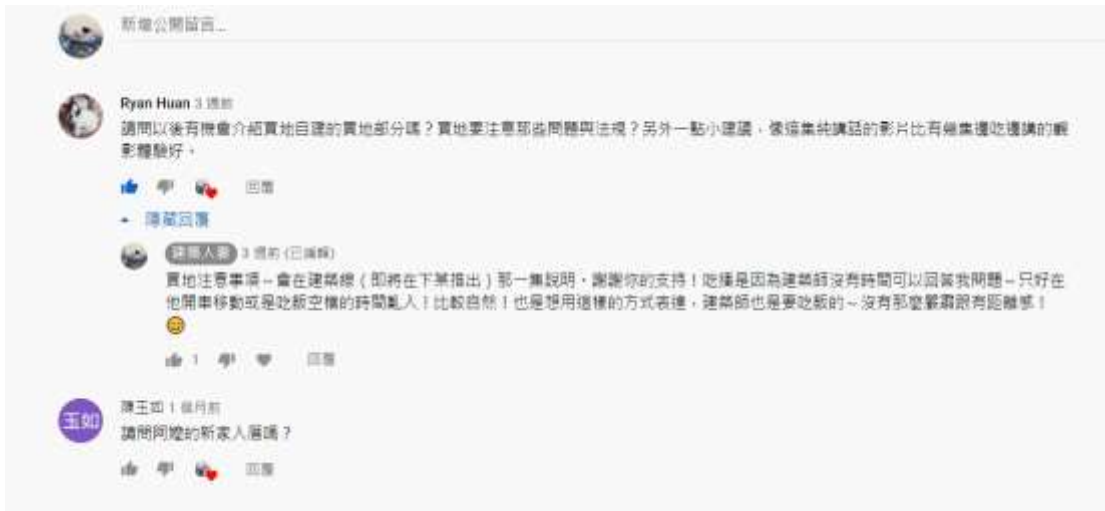 新增公開留言...
Ryan Huan 3 週前
請問以後有機會介紹買地自建的買地部分嗎？買地要注意那些問題與法規？另外一點小建議，像這集純講話的影片比有幾集邊吃邊講的觀
影體驗好。
回覆
隱藏回覆
建築人妻 3 週前 (已編輯)
買地注意事項～會在建築線（即將在下集推出）那一集說明，謝謝你的支持！吃播是因為建築師沒有時間可以回答我問題～只好在
他開車移動或是吃飯空檔的時間亂入！比較自然！也是想用這樣的方式表達，建築師也是要吃飯的～沒有那麼嚴肅跟有距離感！
1 回覆
玉如
陳玉如 1 個月前
請問阿嬤的新家入厝嗎？
回覆